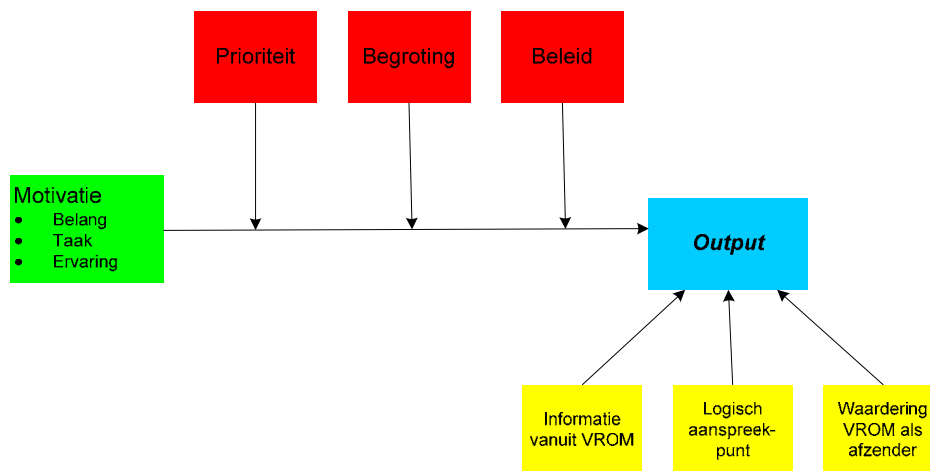 Prioriteit
Begroting
Beleid
Motivatie
• Belang
• Taak
• Ervaring
Output
Informatie
vanuit VROM
Logisch
aanspreek-
punt
Waardering
VROM als
afzender